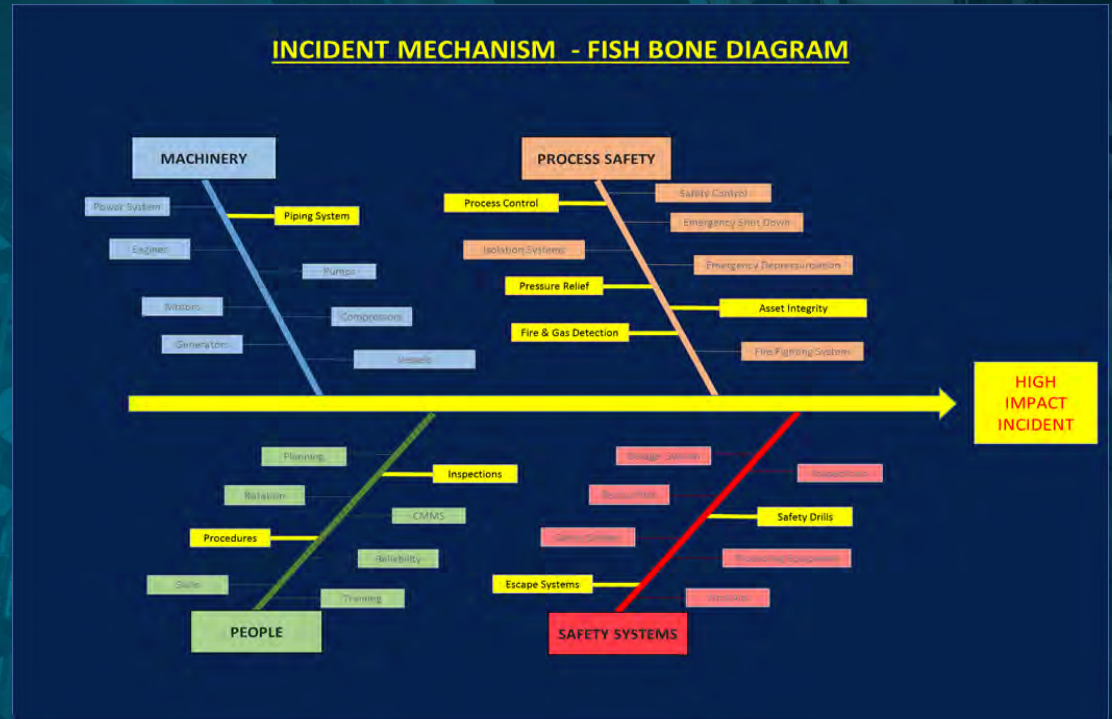 INCIDENT MECHANISM - FISH BONE DIAGRAM
MACHINERY
PROCESS SAFETY
Power System
Piping System
Engines
Pumps
Motors
Compressors
Generators
Vessels
Safety Control
Process Control
Emergency Shut Down
Isolation Systems
Emergency Depressurisation
Pressure Relief
Asset Integrity
Fire & Gas Detection
Fire Fighting System
HIGH
IMPACT
INCIDENT
Planning
Inspections
Rotation
CMMS
Procedures
Reliability
Skills
Training
PEOPLE
Safety Drills
Escape Systems
SAFETY SYSTEMS